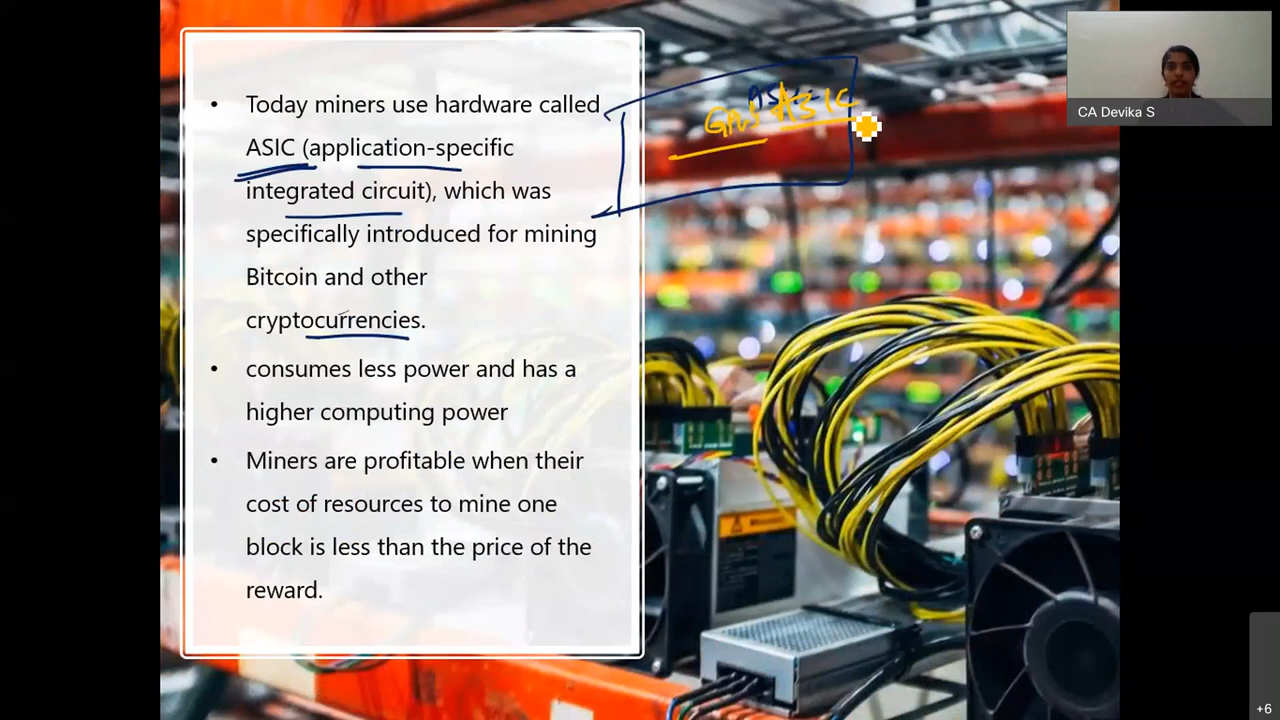 • Today miners use hardware called
ASIC (application-specific
integrated circuit), which was
specifically introduced for mining
Bitcoin and other
cryptocurrencies.
• consumes less power and has a
higher computing power
• Miners are profitable when their
cost of resources to mine one
block is less than the price of the
reward.
ASIC
CA Devika S
+6